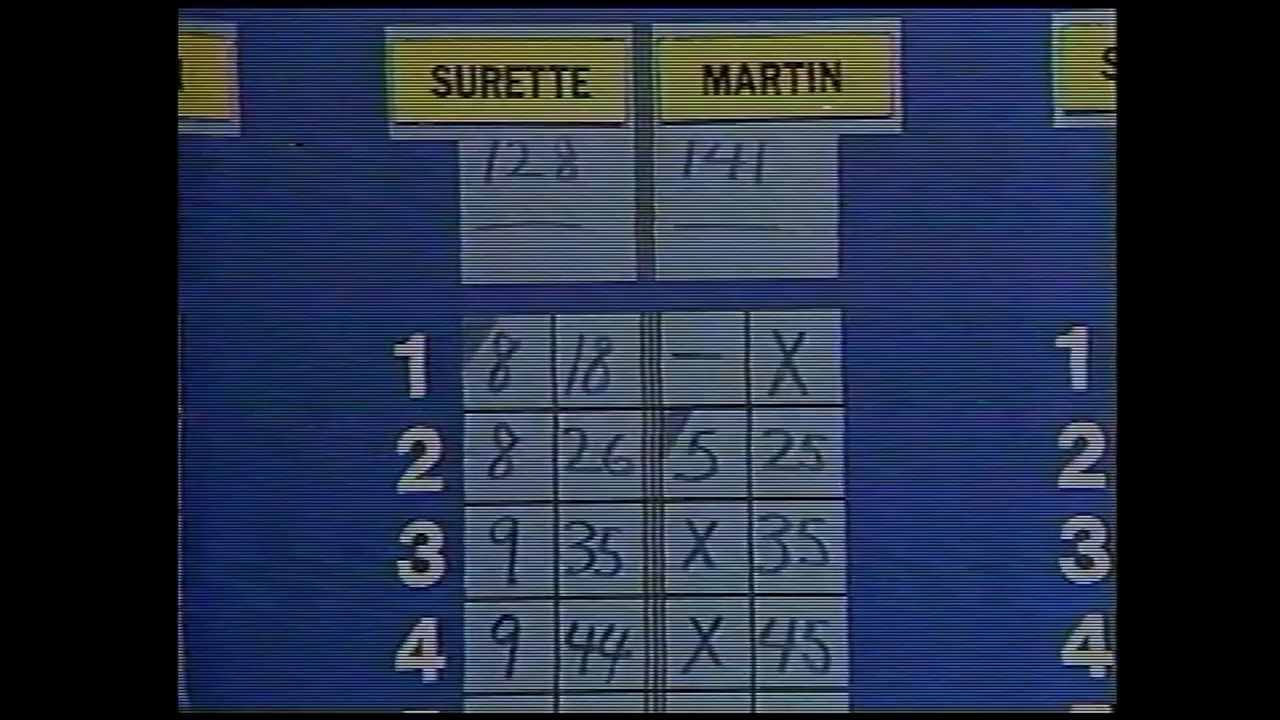 SURETTE MARTIN
128 141
1 8 18 — X 1
2 8 26 5 25 2
3 9 35 X 35 3
4 9 44 X 45 4